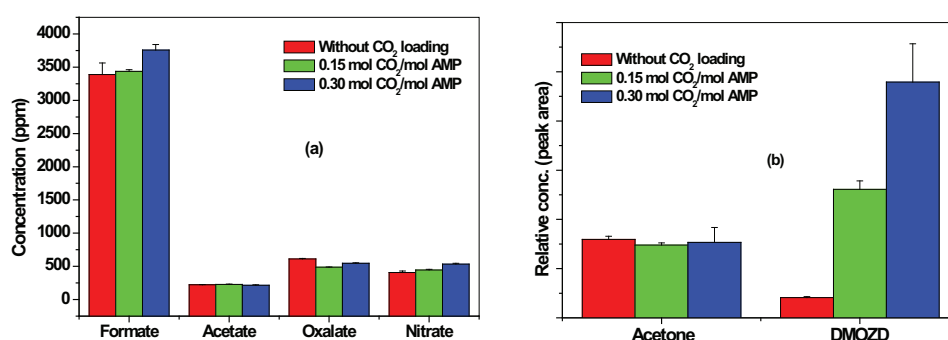 4000
3500
3000
2500
2000
1500
1000
500
0
Concentration (ppm)
Without CO2 loading
0.15 mol CO2/mol AMP
0.30 mol CO2/mol AMP
(a)
Formate Acetate Oxalate Nitrate
Relative conc. (peak area)
Without CO2 loading
0.15 mol CO2/mol AMP
0.30 mol CO2/mol AMP
(b)
Acetone DMOZD